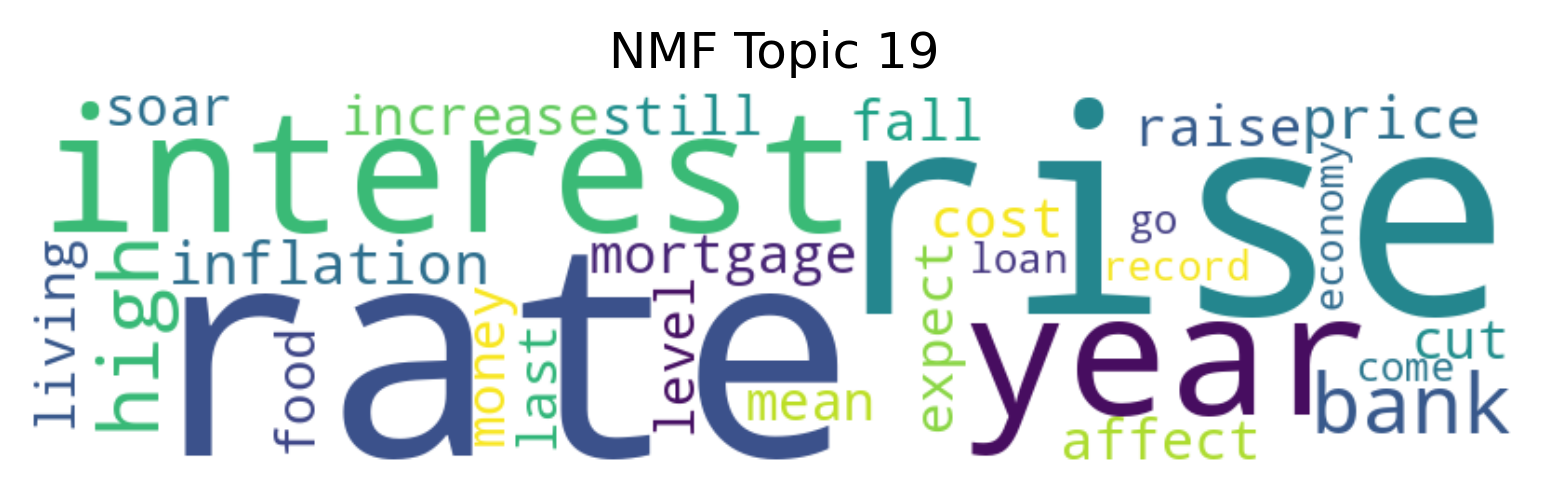 NMF Topic 19
soar
increase
still
fall
raise
price
interest
rise
economy
cost
go
living
high
inflation
mortgage
loan
record
rate
food
money
last
level
mean
expect
year
cut
come
bank
affect